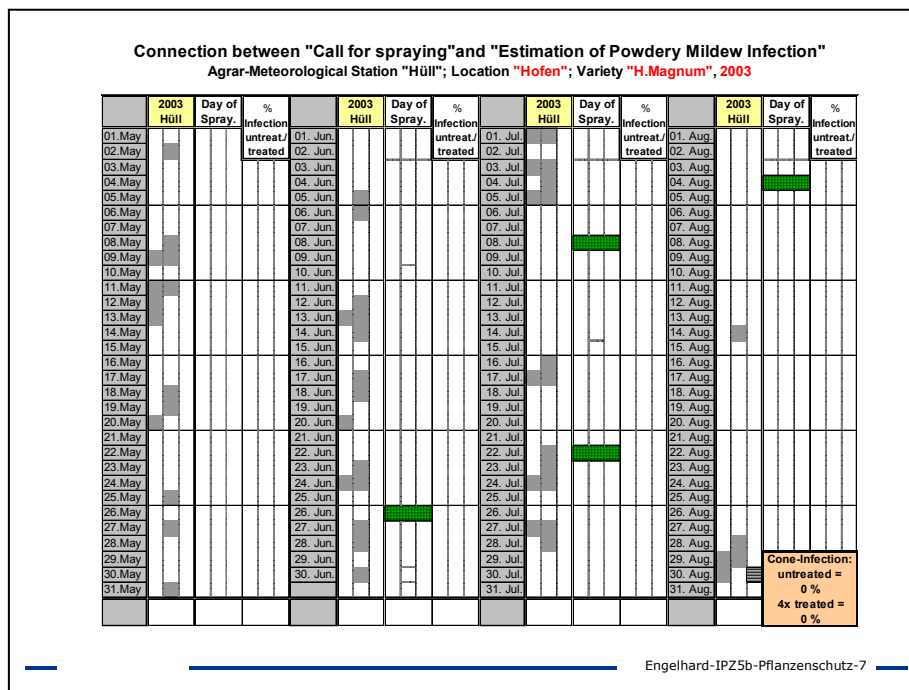 Connection between "Call for spraying"and "Estimation of Powdery Mildew Infection"
Agrar-Meteorological Station "Hüll"; Location "Hofen"; Variety "H.Magnum", 2003
2003 Hüll Day of Spray. % Infection untreat./ treated 2003 Hüll Day of Spray. % Infection untreat./ treated 2003 Hüll Day of Spray. % Infection untreat./ treated 2003 Hüll Day of Spray. % Infection untreat./ treated
01.May 01. Jun. 01. Jul. 01. Aug.
02.May 02. Jun. 02. Jul. 02. Aug.
03.May 03. Jun. 03. Jul. 03. Aug.
04.May 04. Jun. 04. Jul. 04. Aug.
05.May 05. Jun. 05. Jul. 05. Aug.
06.May 06. Jun. 06. Jul. 06. Aug.
07.May 07. Jun. 07. Jul. 07. Aug.
08.May 08. Jun. 08. Jul. 08. Aug.
09.May 09. Jun. 09. Jul. 09. Aug.
10.May 10. Jun. 10. Jul. 10. Aug.
11.May 11. Jun. 11. Jul. 11. Aug.
12.May 12. Jun. 12. Jul. 12. Aug.
13.May 13. Jun. 13. Jul. 13. Aug.
14.May 14. Jun. 14. Jul. 14. Aug.
15.May 15. Jun. 15. Jul. 15. Aug.
16.May 16. Jun. 16. Jul. 16. Aug.
17.May 17. Jun. 17. Jul. 17. Aug.
18.May 18. Jun. 18. Jul. 18. Aug.
19.May 19. Jun. 19. Jul. 19. Aug.
20.May 20. Jun. 20. Jul. 20. Aug.
21.May 21. Jun. 21. Jul. 21. Aug.
22.May 22. Jun. 22. Jul. 22. Aug.
23.May 23. Jun. 23. Jul. 23. Aug.
24.May 24. Jun. 24. Jul. 24. Aug.
25.May 25. Jun. 25. Jul. 25. Aug.
26.May 26. Jun. 26. Jul. 26. Aug.
27.May 27. Jun. 27. Jul. 27. Aug.
28.May 28. Jun. 28. Jul. 28. Aug.
29.May 29. Jun. 29. Jul. 29. Aug.
30.May 30. Jun. 30. Jul. 30. Aug.
31.May 31. Jul. 31. Aug.
Cone-Infection:
untreated =
0 %
4x treated =
0 %
Engelhard-IPZ5b-Pflanzenschutz-7